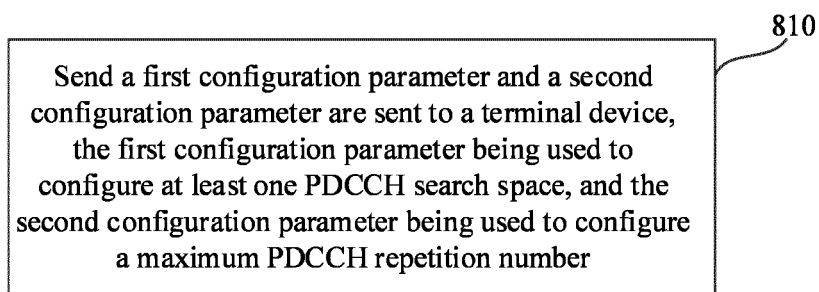 810
Send a first configuration parameter and a second
configuration parameter are sent to a terminal device,
the first configuration parameter being used to
configure at least one PDCCH search space, and the
second configuration parameter being used to configure
a maximum PDCCH repetition number